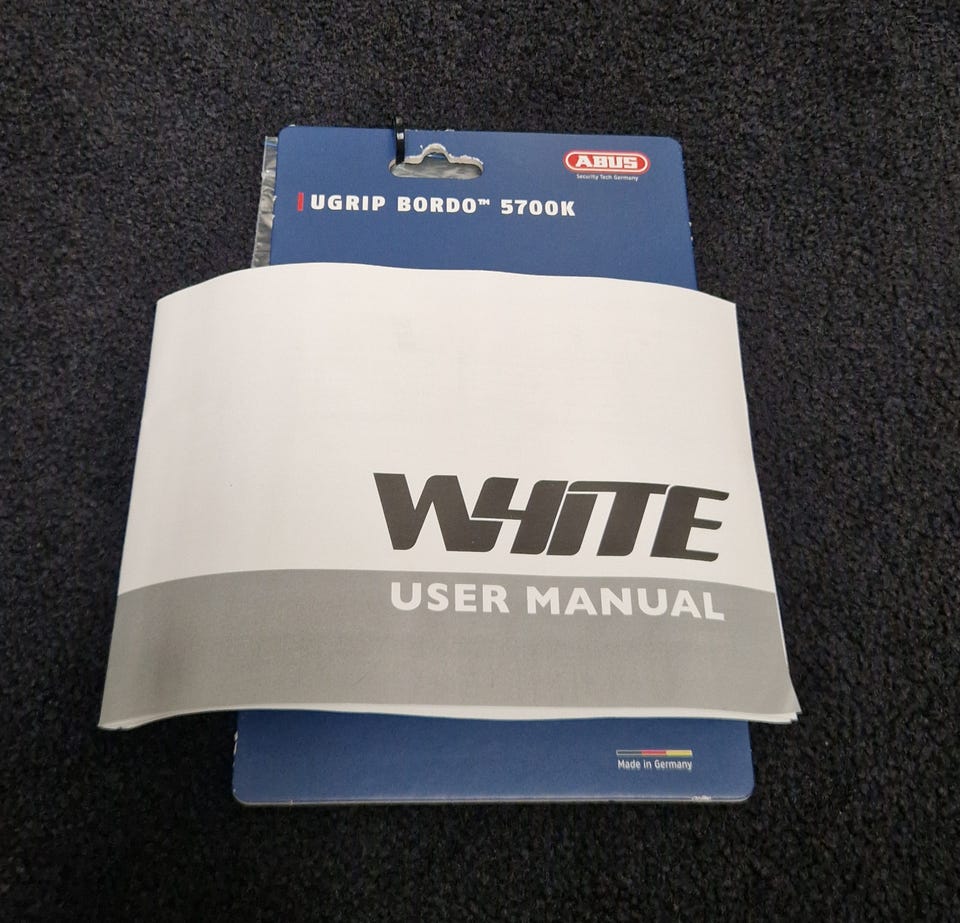 ABUS
Security Tech Germany
UGRIP BORDO™ 5700K
WHITE
USER MANUAL
Made in Germany